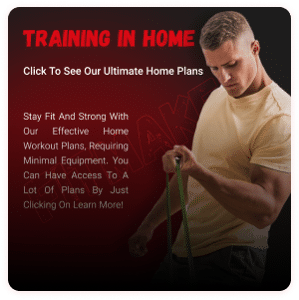 TRAINING IN HOME
Click To See Our Ultimate Home Plans
Stay Fit And Strong With
Our Effective Home
Workout Plans, Requiring
Minimal Equipment. You
Can Have Access To A
Lot Of Plans By Just
Clicking On Learn More!